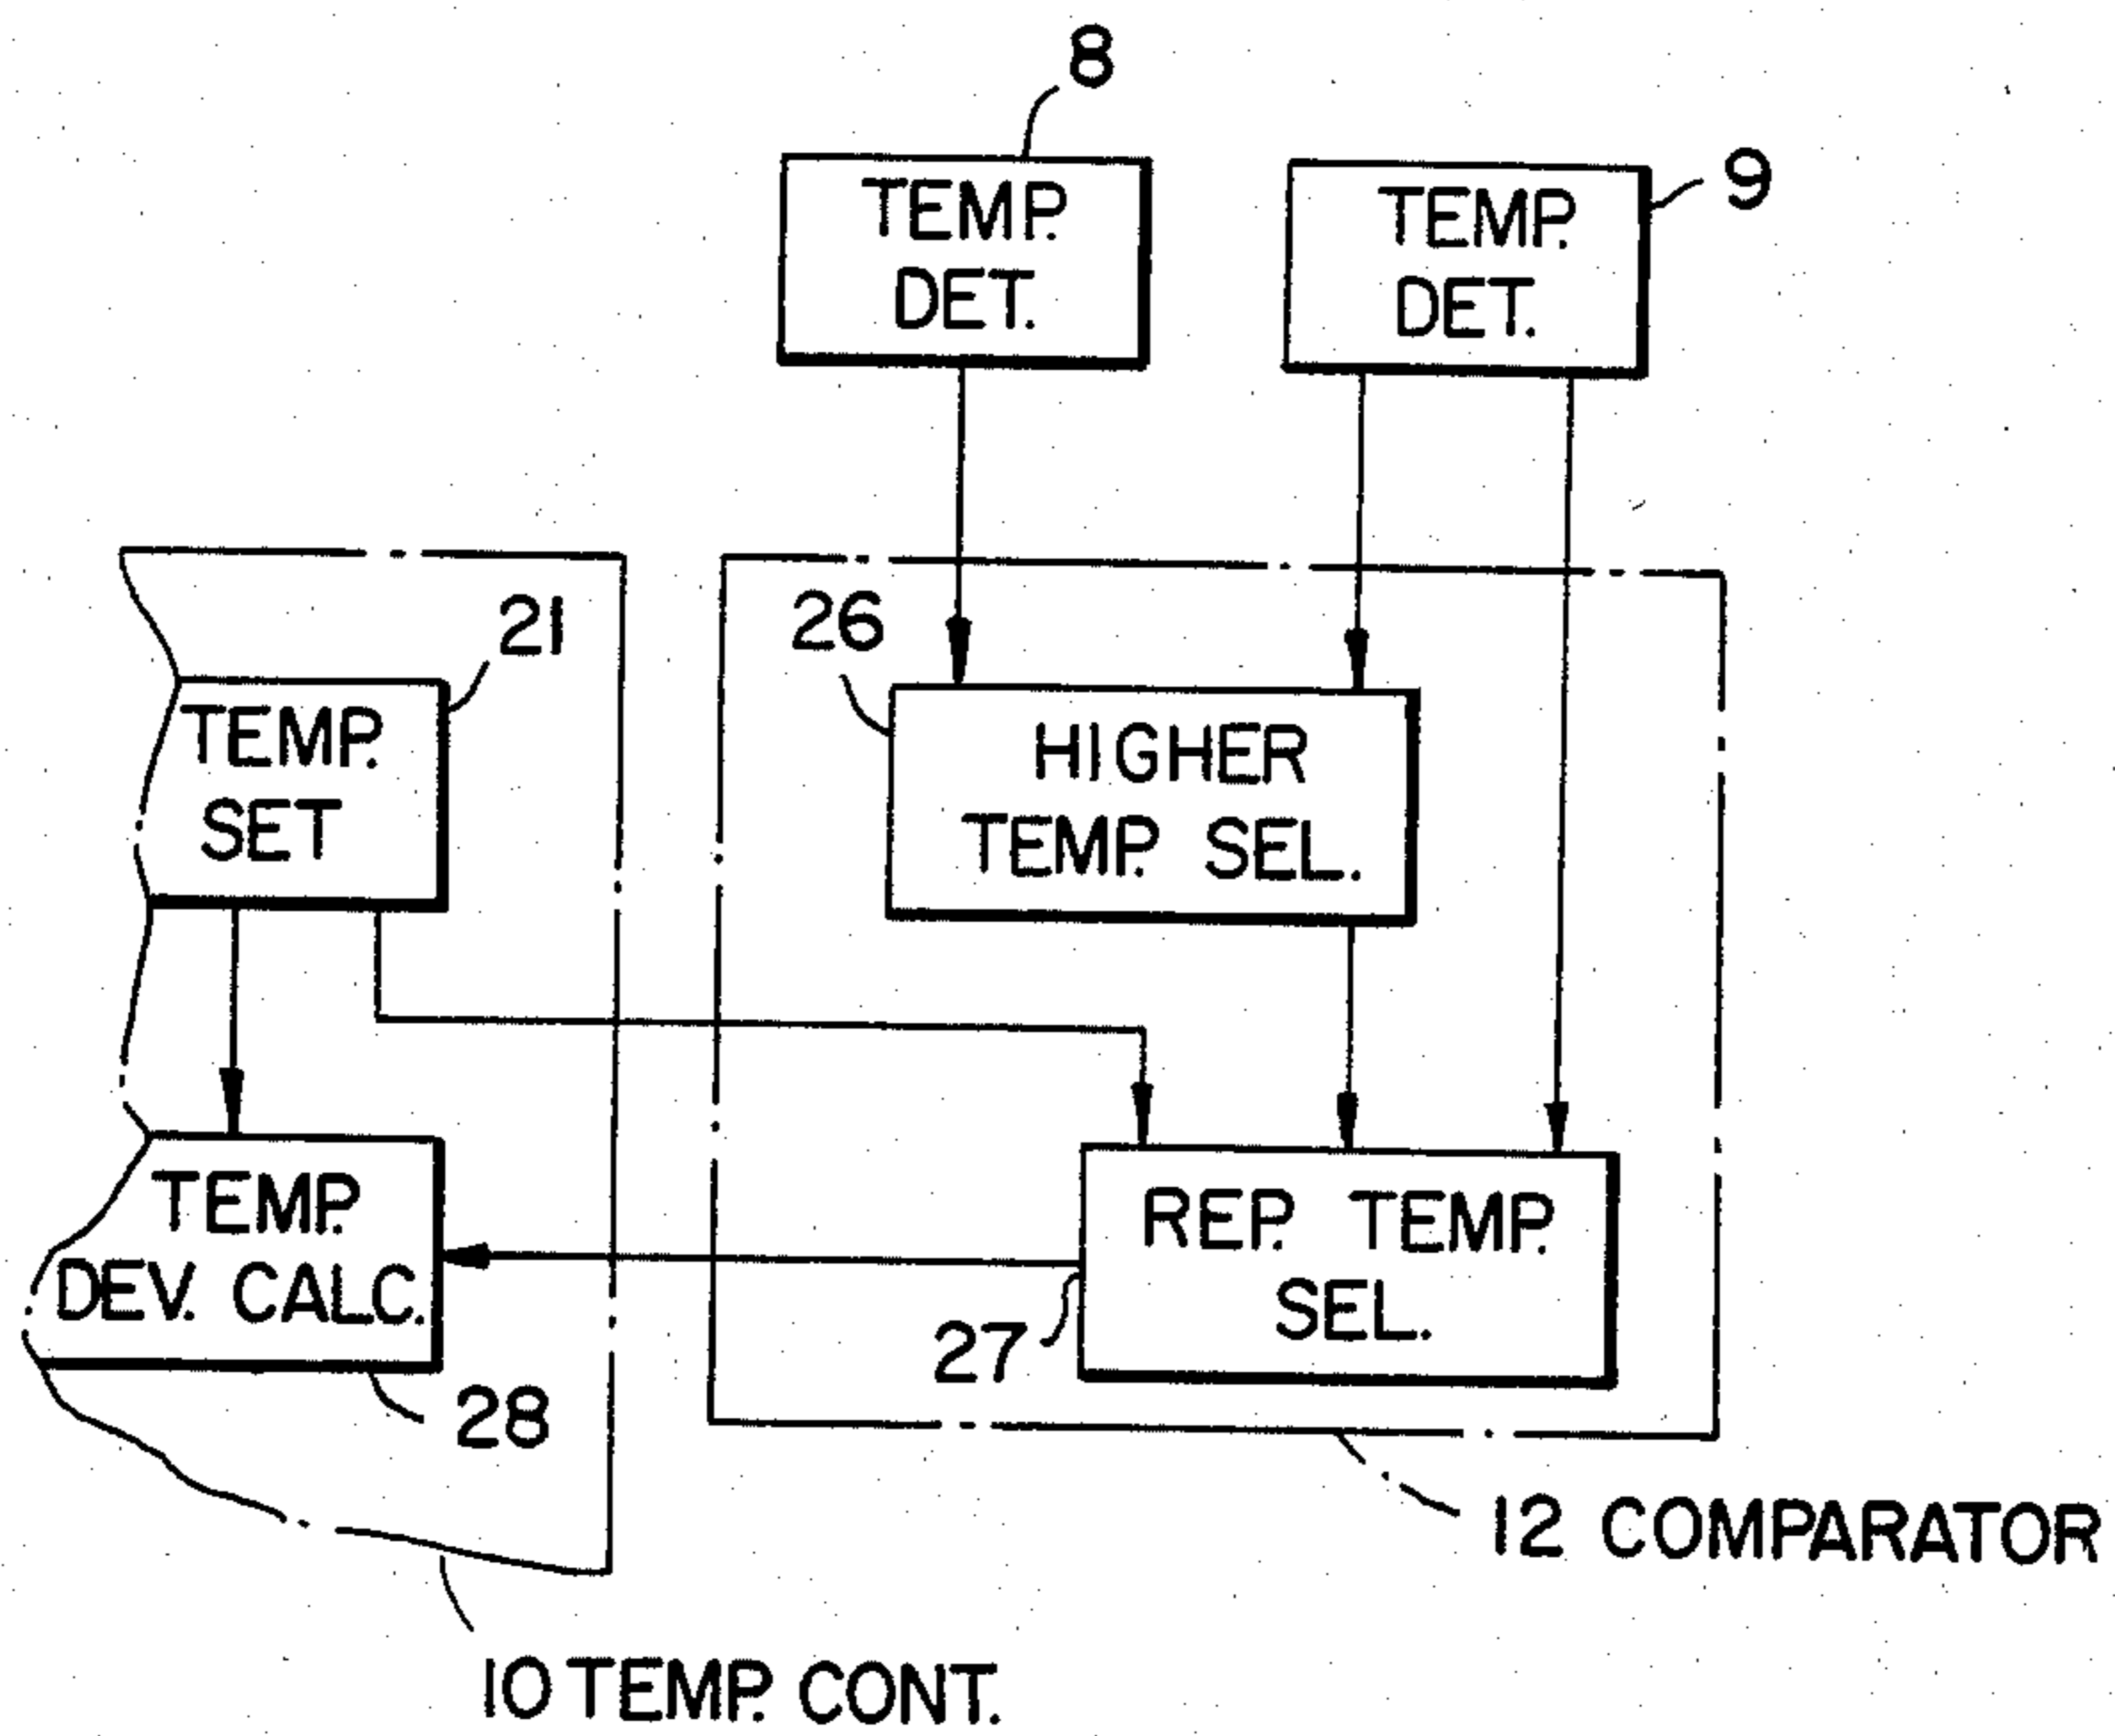 8
TEMP.
DET.
9
TEMP.
DET.
21
TEMP.
SET
26
HIGHER
TEMP. SEL.
TEMP.
DEV. CALC.
28
REP. TEMP.
SEL.
27
12 COMPARATOR
10 TEMP. CONT.